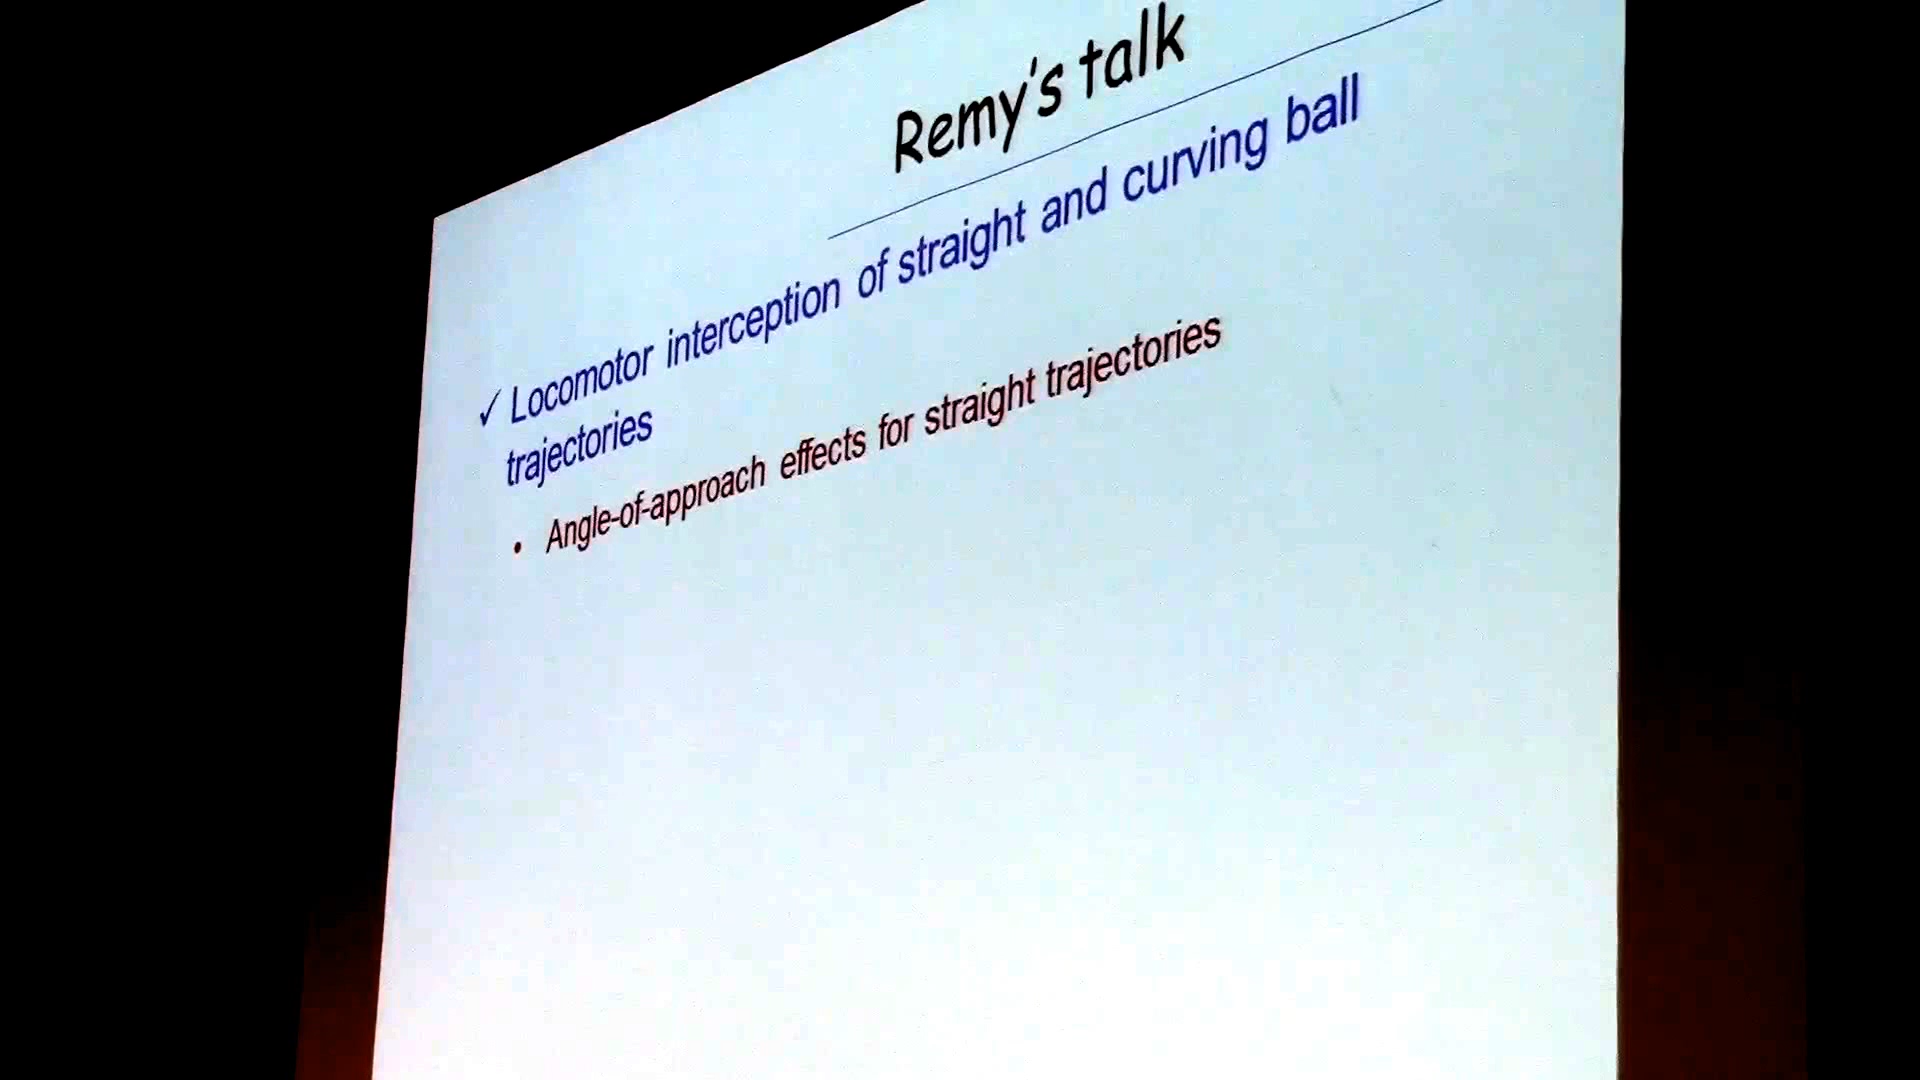 Remy's talk
✓ Locomotor interception of straight and curving ball
trajectories
• Angle-of-approach effects for straight trajectories